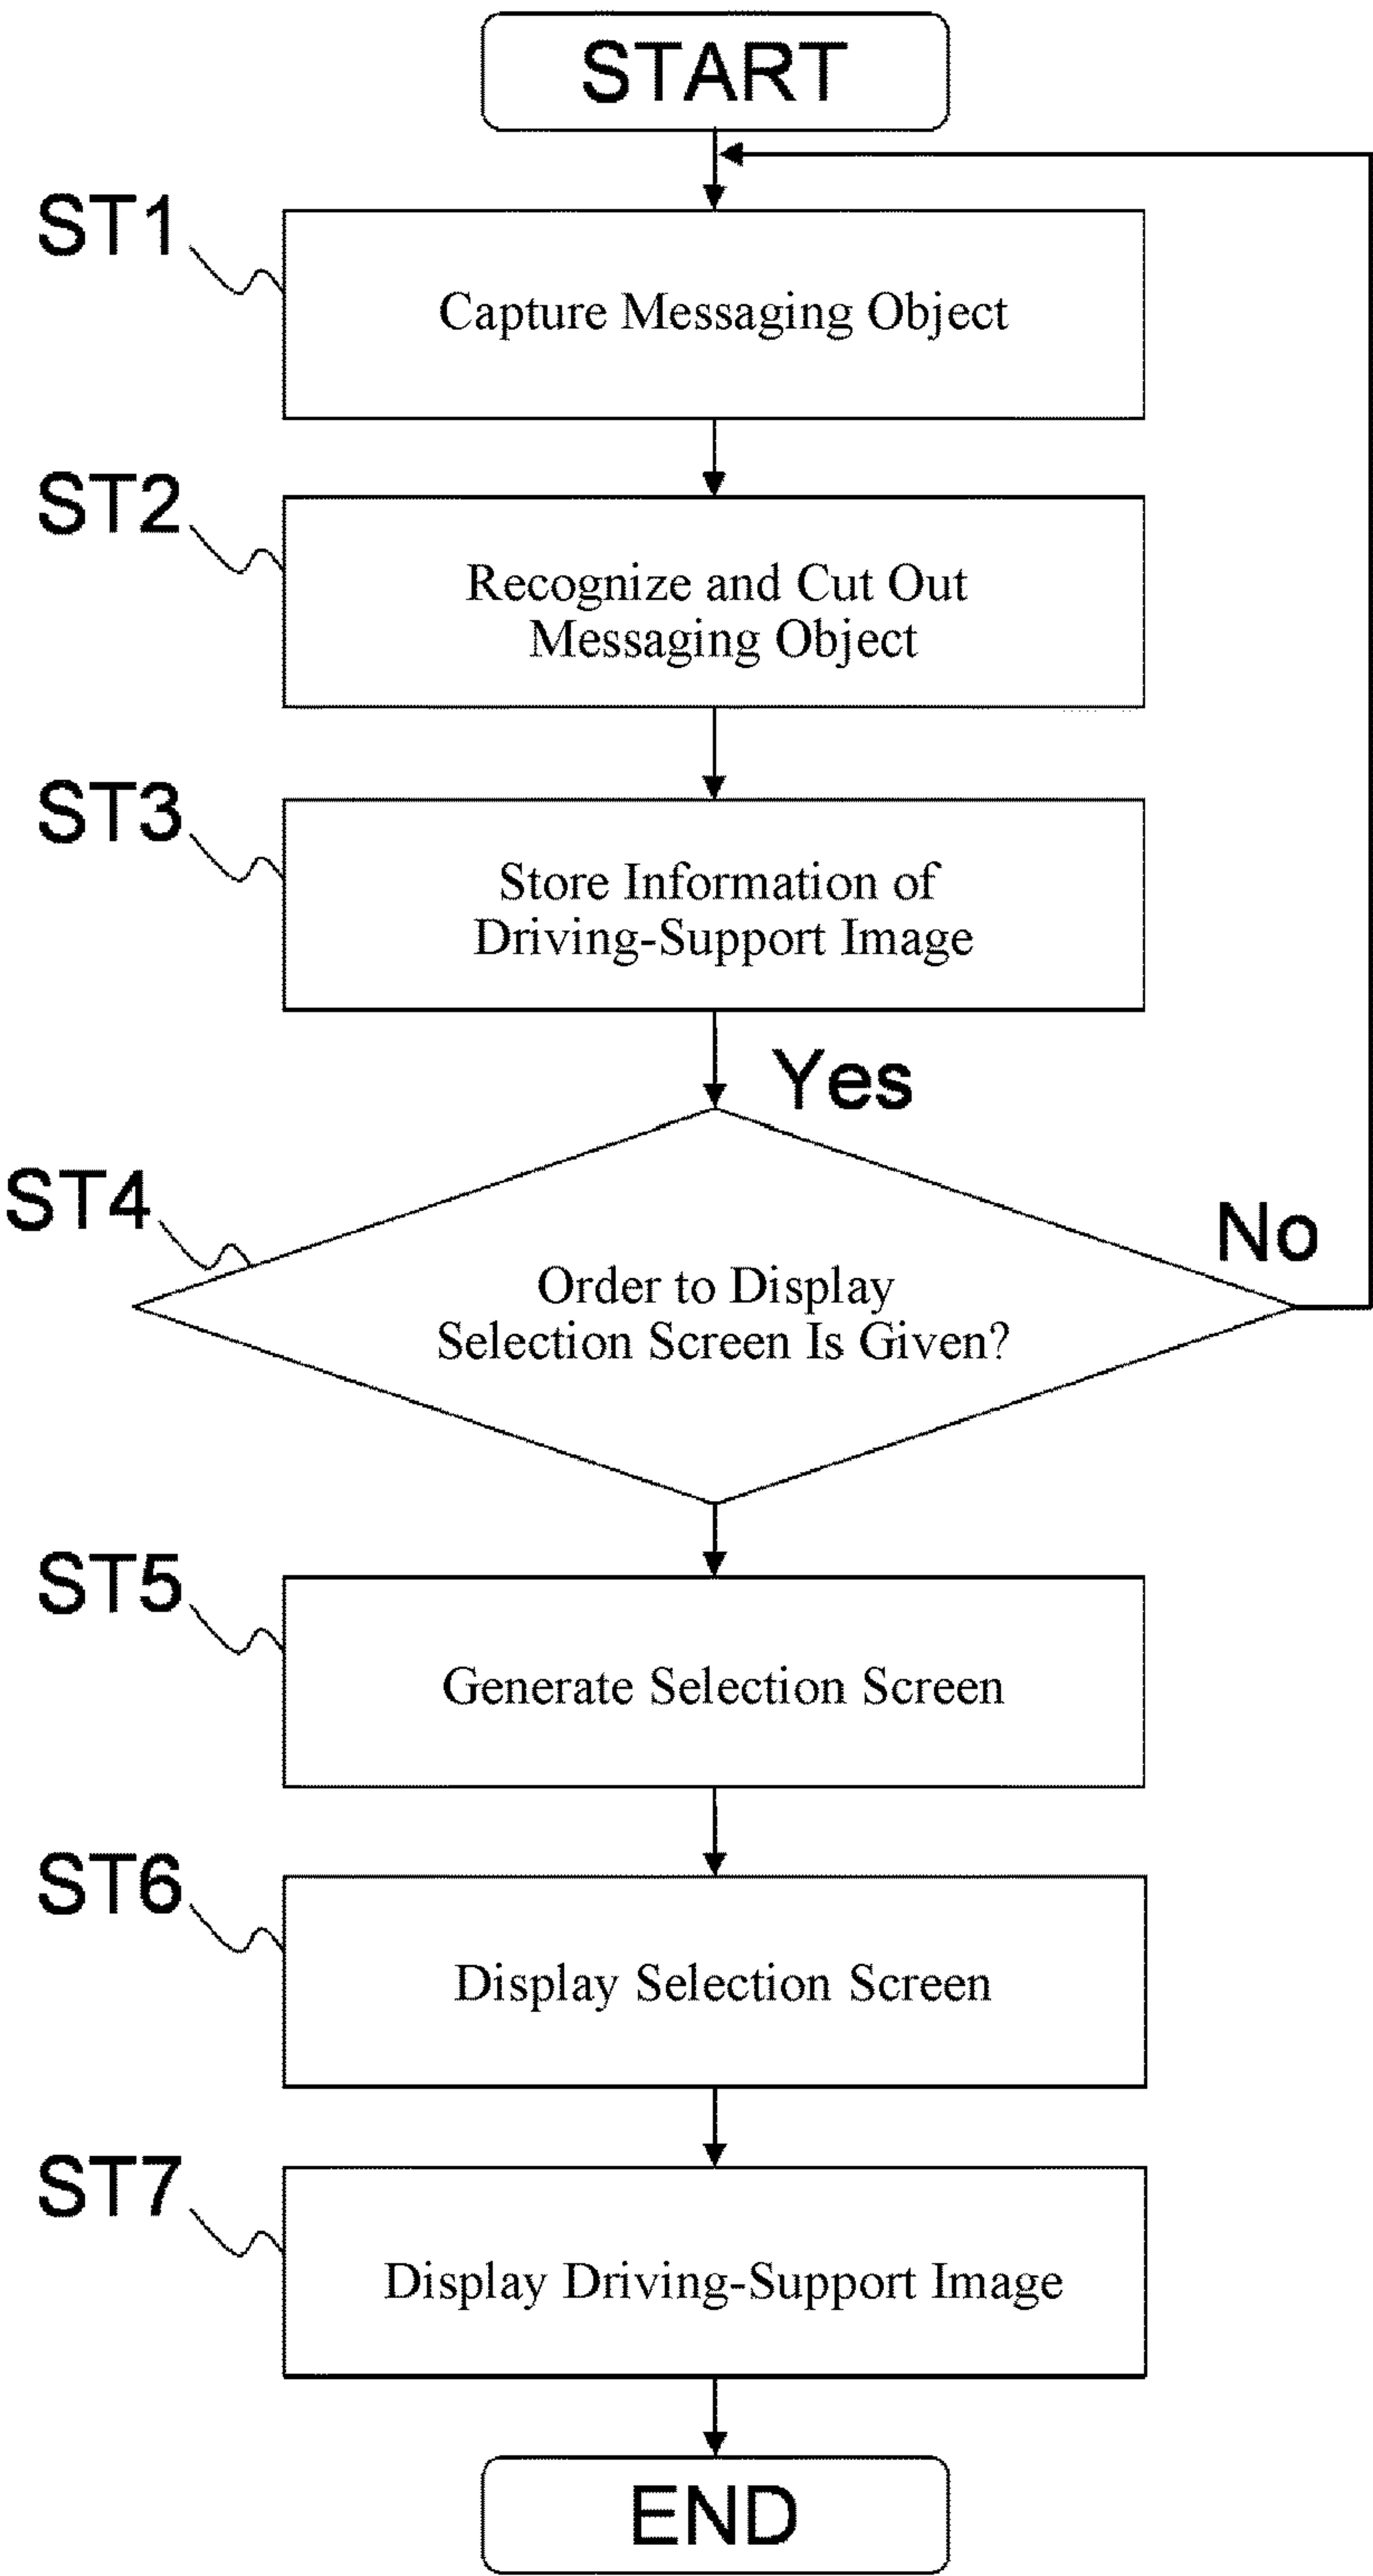 START
ST1
Capture Messaging Object
ST2
Recognize and Cut Out
Messaging Object
ST3
Store Information of
Driving-Support Image
Yes
ST4
No
Order to Display
Selection Screen Is Given?
ST5
Generate Selection Screen
ST6
Display Selection Screen
ST7
Display Driving-Support Image
END